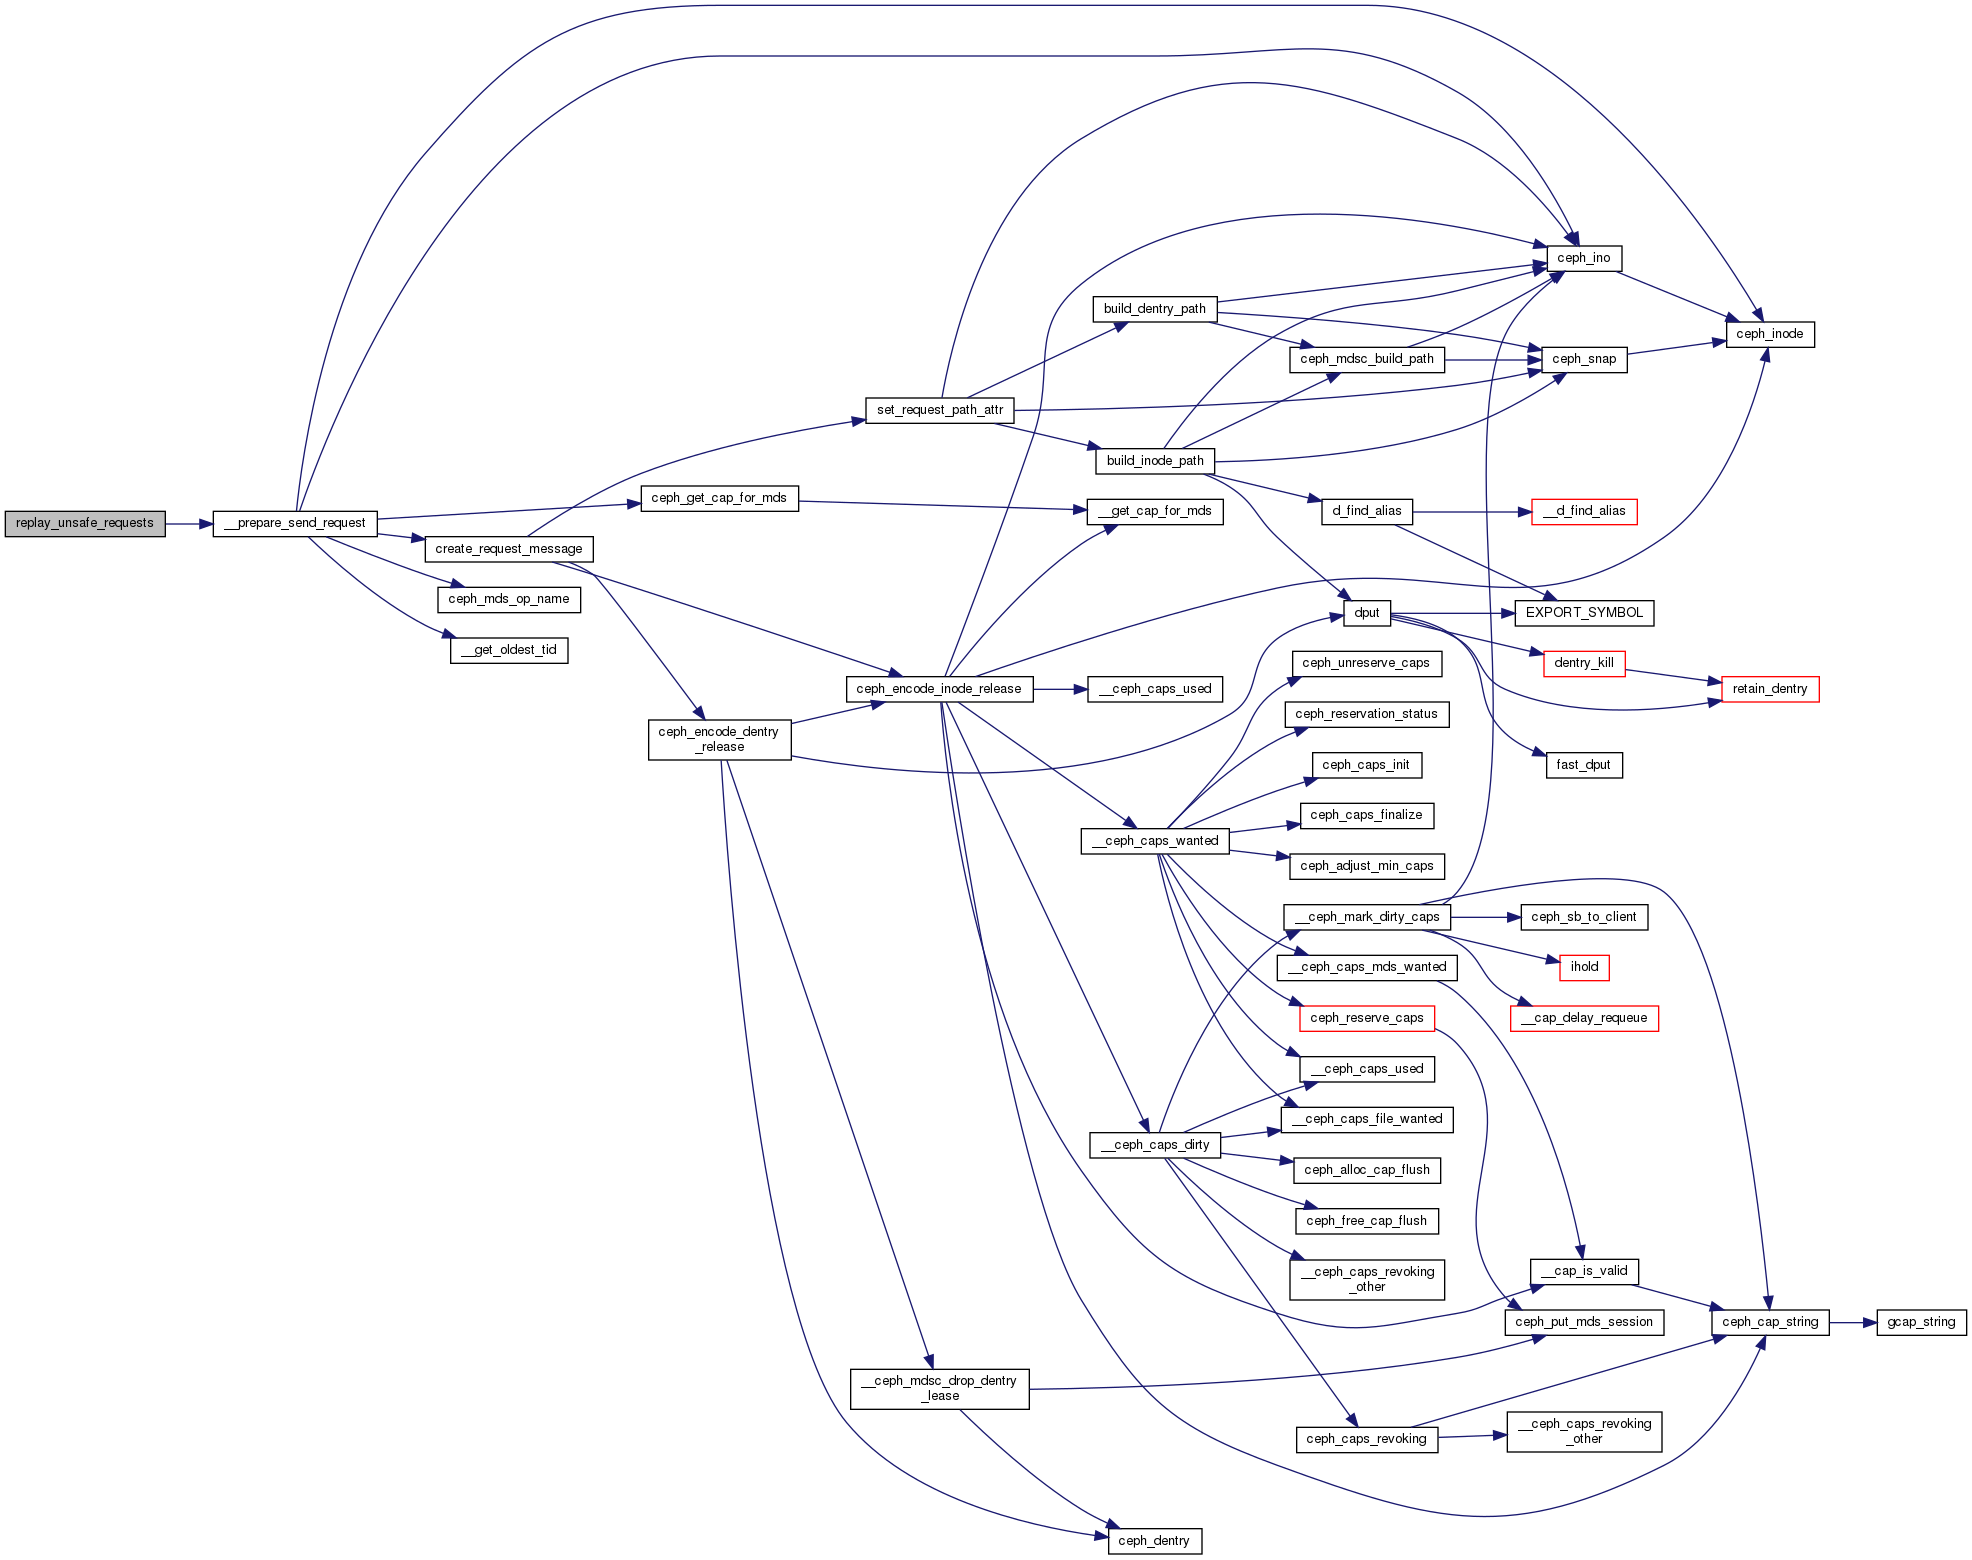 ceph_ino
build_dentry_path
ceph_inode
ceph_mdsc_build_path
ceph_snap
set_request_path_attr
build_inode_path
ceph_get_cap_for_mds
__get_cap_for_mds
d_find_alias
__d_find_alias
replay_unsafe_requests
__prepare_send_request
create_request_message
ceph_mds_op_name
dput
EXPORT_SYMBOL
__get_oldest_tid
ceph_unreserve_caps
dentry_kill
ceph_encode_inode_release
__ceph_caps_used
retain_dentry
ceph_reservation_status
ceph_encode_dentry
_release
ceph_caps_init
fast_dput
ceph_caps_finalize
__ceph_caps_wanted
ceph_adjust_min_caps
__ceph_mark_dirty_caps
ceph_sb_to_client
__ceph_caps_mds_wanted
ihold
ceph_reserve_caps
__cap_delay_requeue
__ceph_caps_used
__ceph_caps_file_wanted
__ceph_caps_dirty
ceph_alloc_cap_flush
ceph_free_cap_flush
__ceph_caps_revoking
_other
__cap_is_valid
ceph_put_mds_session
ceph_cap_string
gcap_string
__ceph_mdsc_drop_dentry
_lease
ceph_caps_revoking
__ceph_caps_revoking
_other
ceph_dentry